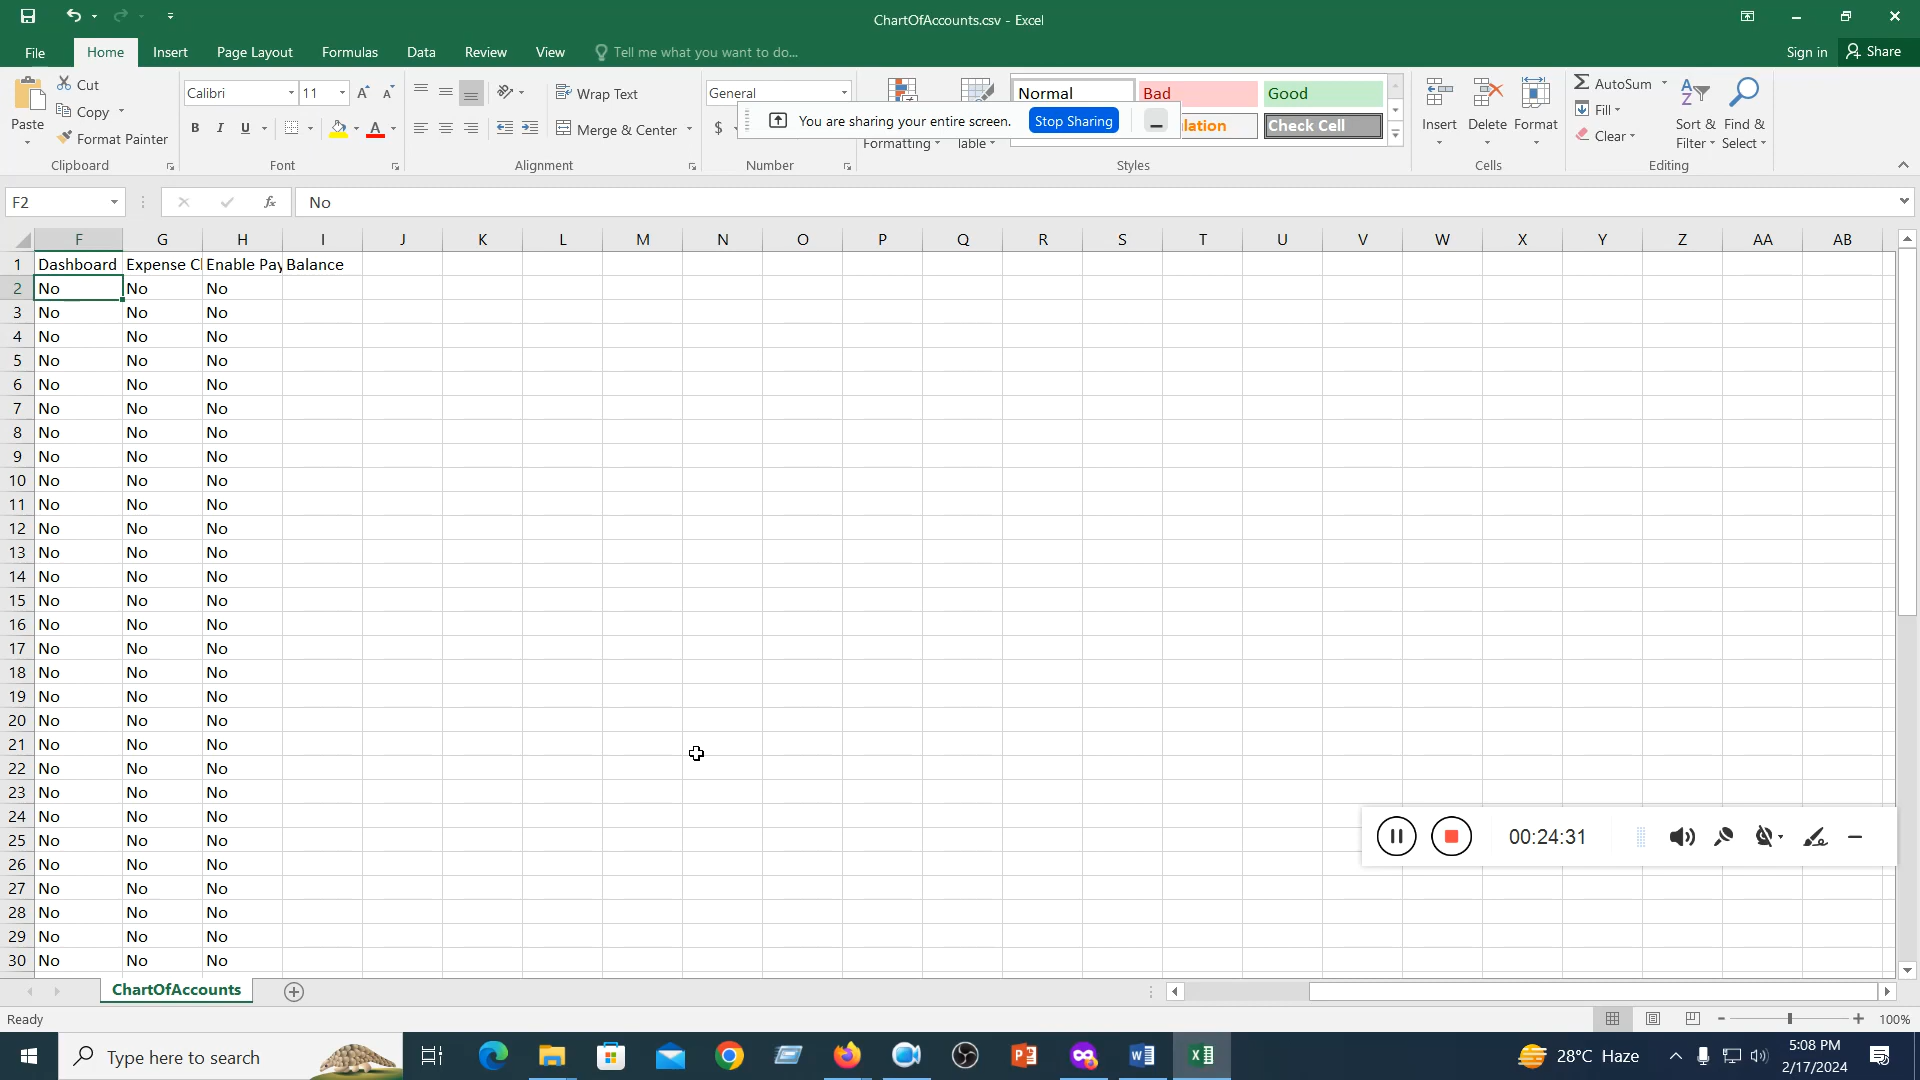 ChartOfAccounts.csv - Excel
File Home Insert Page Layout Formulas Data Review View Tell me what you want to do... Sign in Share
Paste Cut Copy Format Painter Clipboard
Calibri 11 B I U A Font
Wrap Text Merge & Center Alignment
General $ Number
Formatting Table
Normal Bad Good
Check Cell Styles
You are sharing your entire screen. Stop Sharing
Insert Delete Format Cells
AutoSum Fill Clear Sort & Filter Find & Select Editing
F2 fx No
F G H I J K L M N O P Q R S T U V W X Y Z AA AB
1 Dashboard Expense Enable Pay Balance
2 No No No
3 No No No
4 No No No
5 No No No
6 No No No
7 No No No
8 No No No
9 No No No
10 No No No
11 No No No
12 No No No
13 No No No
14 No No No
15 No No No
16 No No No
17 No No No
18 No No No
19 No No No
20 No No No
21 No No No
22 No No No
23 No No No
24 No No No
25 No No No
26 No No No
27 No No No
28 No No No
29 No No No
30 No No No
00:24:31
ChartOfAccounts
Ready 100%
Type here to search 28°C Haze 5:08 PM
2/17/2024